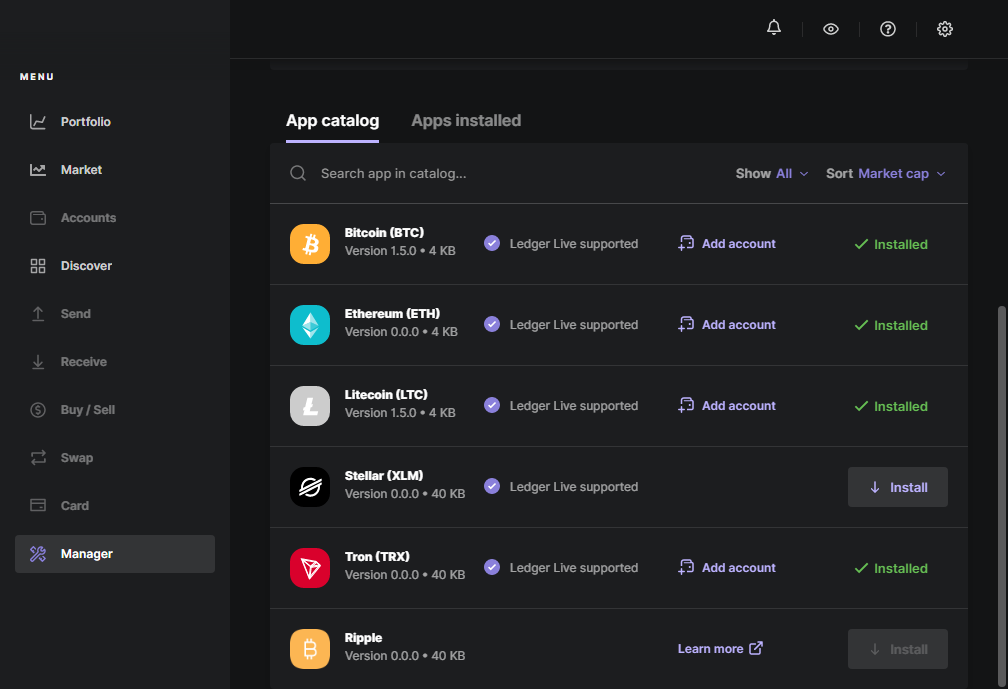 MENU
Portfolio
Market
Accounts
Discover
Send
Receive
Buy / Sell
Swap
Card
Manager
App catalog Apps installed
Search app in catalog... Show All Sort Market cap
Bitcoin (BTC)
Version 1.5.0 • 4 KB Ledger Live supported Add account Installed
Ethereum (ETH)
Version 0.0.0 • 4 KB Ledger Live supported Add account Installed
Litecoin (LTC)
Version 1.5.0 • 4 KB Ledger Live supported Add account Installed
Stellar (XLM)
Version 0.0.0 • 40 KB Ledger Live supported Install
Tron (TRX)
Version 0.0.0 • 40 KB Ledger Live supported Add account Installed
Ripple
Version 0.0.0 • 40 KB Learn more Install